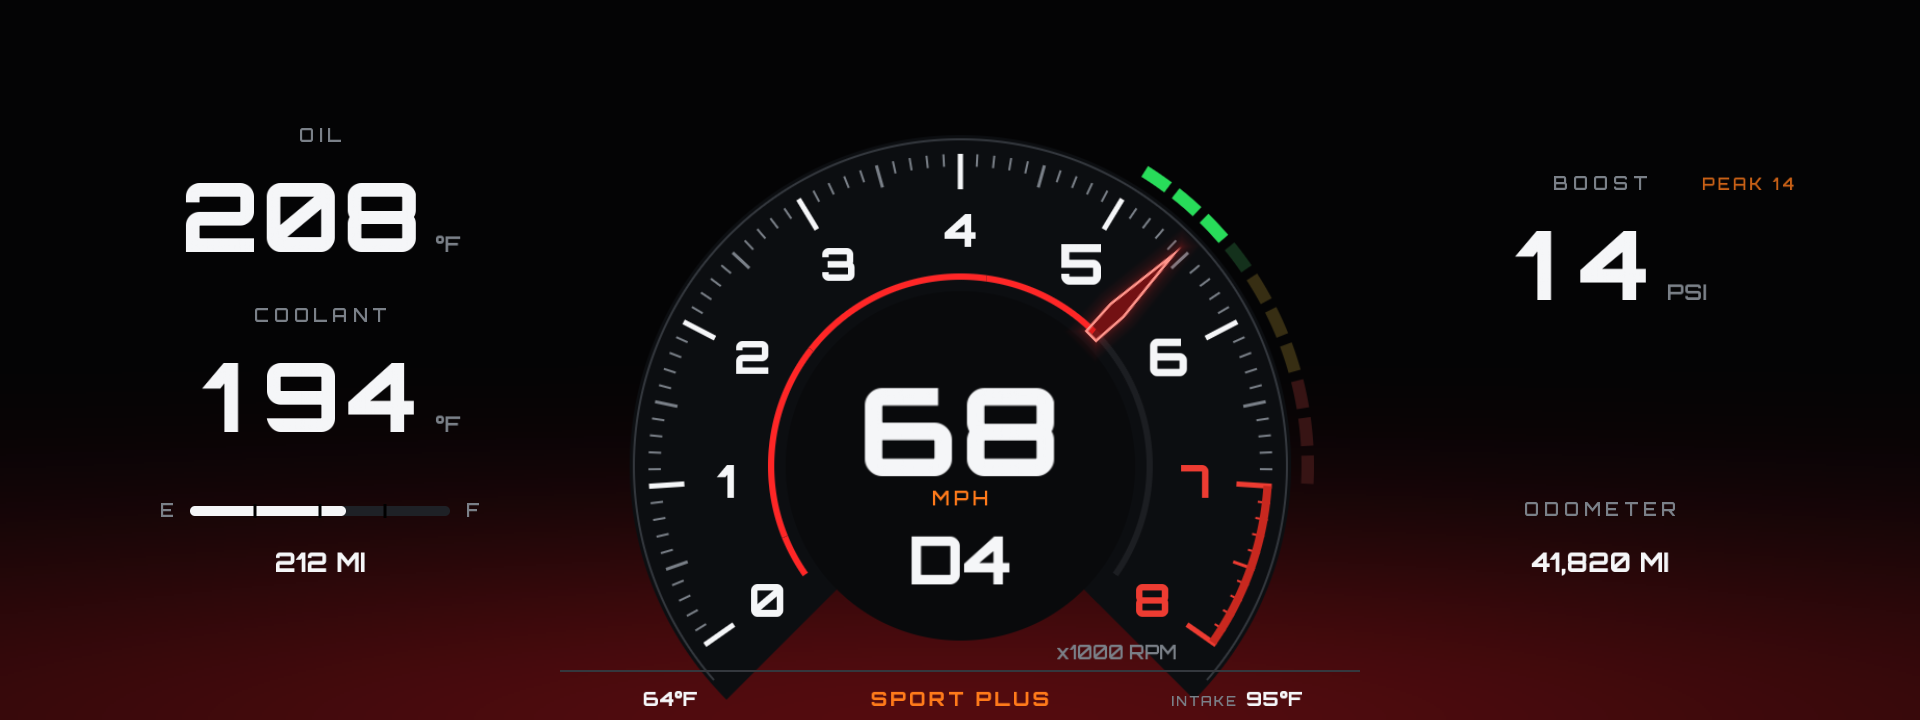 OIL
208 °F
COOLANT
194 °F
E F
212 MI
0
1
2
3
4
5
6
7
8
68
MPH
D4
x1000 RPM
BOOST PEAK 14
14 PSI
ODOMETER
41,820 MI
64°F SPORT PLUS INTAKE 95°F